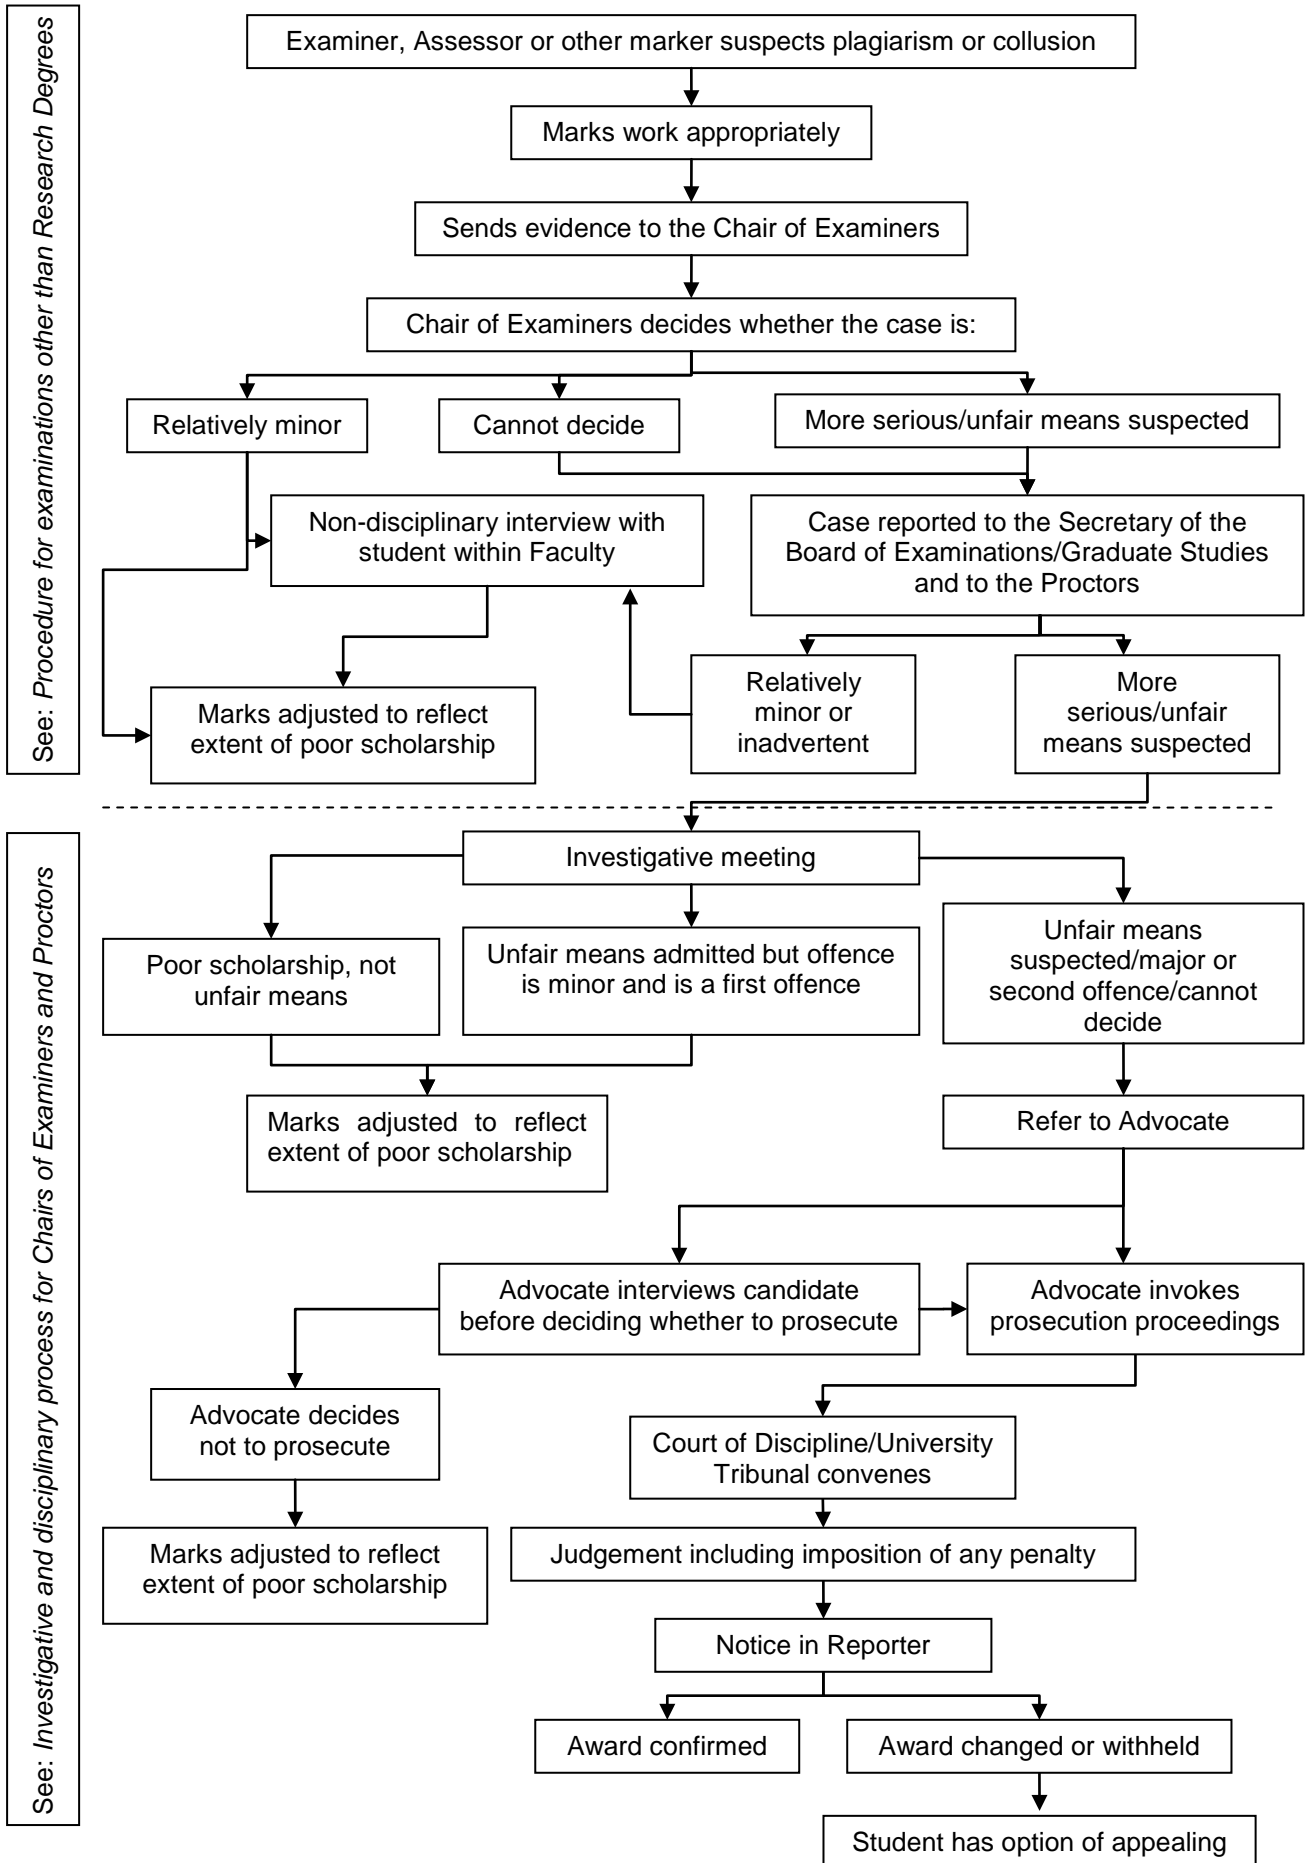 See: Procedure for examinations other than Research Degrees
Examiner, Assessor or other marker suspects plagiarism or collusion
Marks work appropriately
Sends evidence to the Chair of Examiners
Chair of Examiners decides whether the case is:
Relatively minor
Cannot decide
More serious/unfair means suspected
Non-disciplinary interview with
student within Faculty
Case reported to the Secretary of the
Board of Examinations/Graduate Studies
and to the Proctors
Marks adjusted to reflect
extent of poor scholarship
Relatively
minor or
inadvertent
More
serious/unfair
means suspected
See: Investigative and disciplinary process for Chairs of Examiners and Proctors
Investigative meeting
Poor scholarship, not
unfair means
Unfair means admitted but offence
is minor and is a first offence
Unfair means
suspected/major or
second offence/cannot
decide
Marks adjusted to reflect
extent of poor scholarship
Refer to Advocate
Advocate interviews candidate
before deciding whether to prosecute
Advocate invokes
prosecution proceedings
Advocate decides
not to prosecute
Court of Discipline/University
Tribunal convenes
Marks adjusted to reflect
extent of poor scholarship
Judgement including imposition of any penalty
Notice in Reporter
Award confirmed
Award changed or withheld
Student has option of appealing